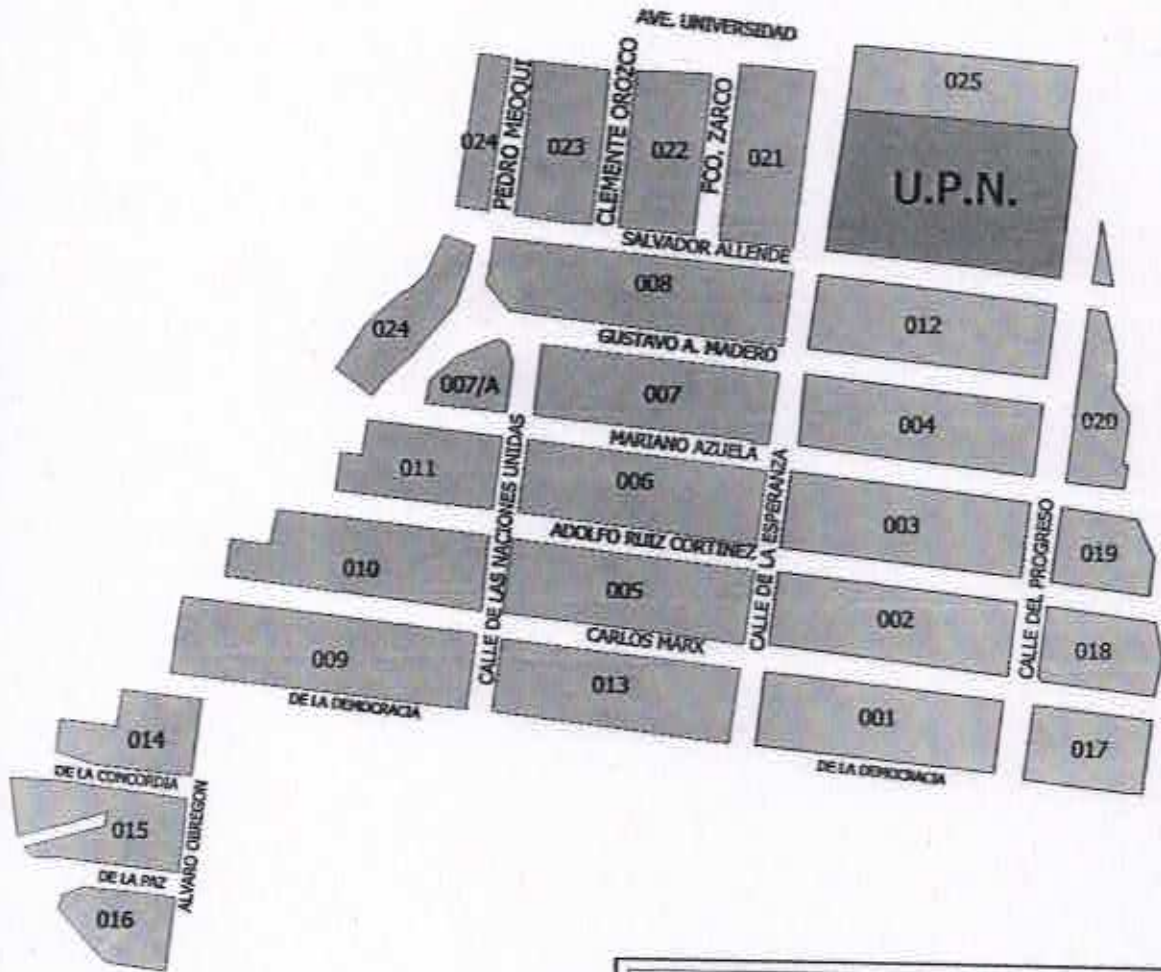 AVE. UNIVERSIDAD
025
024
PEDRO MEOQUI
023
CLEMENTE OROZCO
022
FCO. ZARCO
021
U.P.N.
SALVADOR ALLENDE
008
012
024
GUSTAVO A. MADERO
007/A
007
004
020
MARIANO AZUELA
011
CALLE DE LAS NACIONES UNIDAS
006
CALLE DE LA ESPERANZA
003
CALLE DEL PROGRESO
019
ADOLFO RUIZ CORTINEZ
010
005
002
018
CARLOS MARX
009
013
001
017
DE LA DEMOCRACIA
DE LA DEMOCRACIA
014
DE LA CONCORDIA
015
ALVARO OBREGON
DE LA PAZ
016